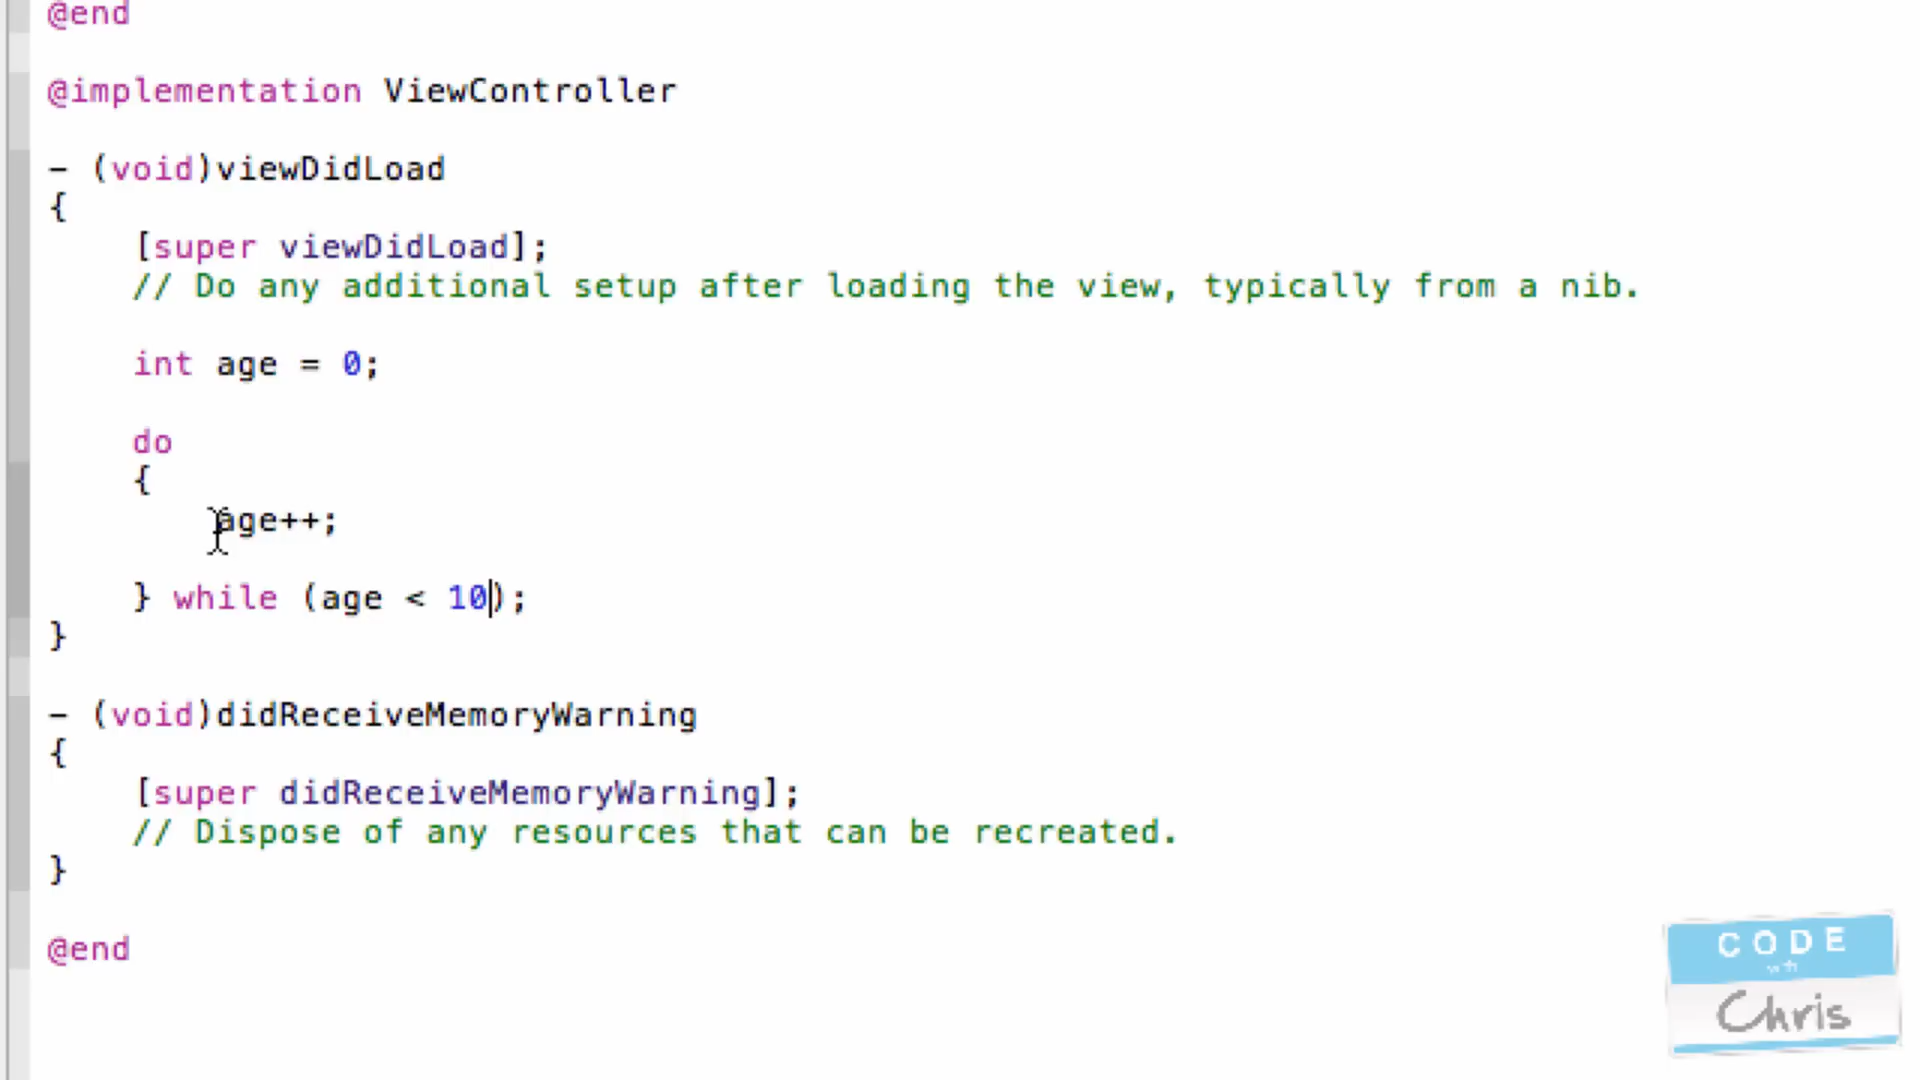 @end
@implementation ViewController
- (void)viewDidLoad
{
[super viewDidLoad];
// Do any additional setup after loading the view, typically from a nib.
int age = 0;
do
{
age++;
} while (age < 10);
}
- (void)didReceiveMemoryWarning
{
[super didReceiveMemoryWarning];
// Dispose of any resources that can be recreated.
}
@end
CODE
with
Chris